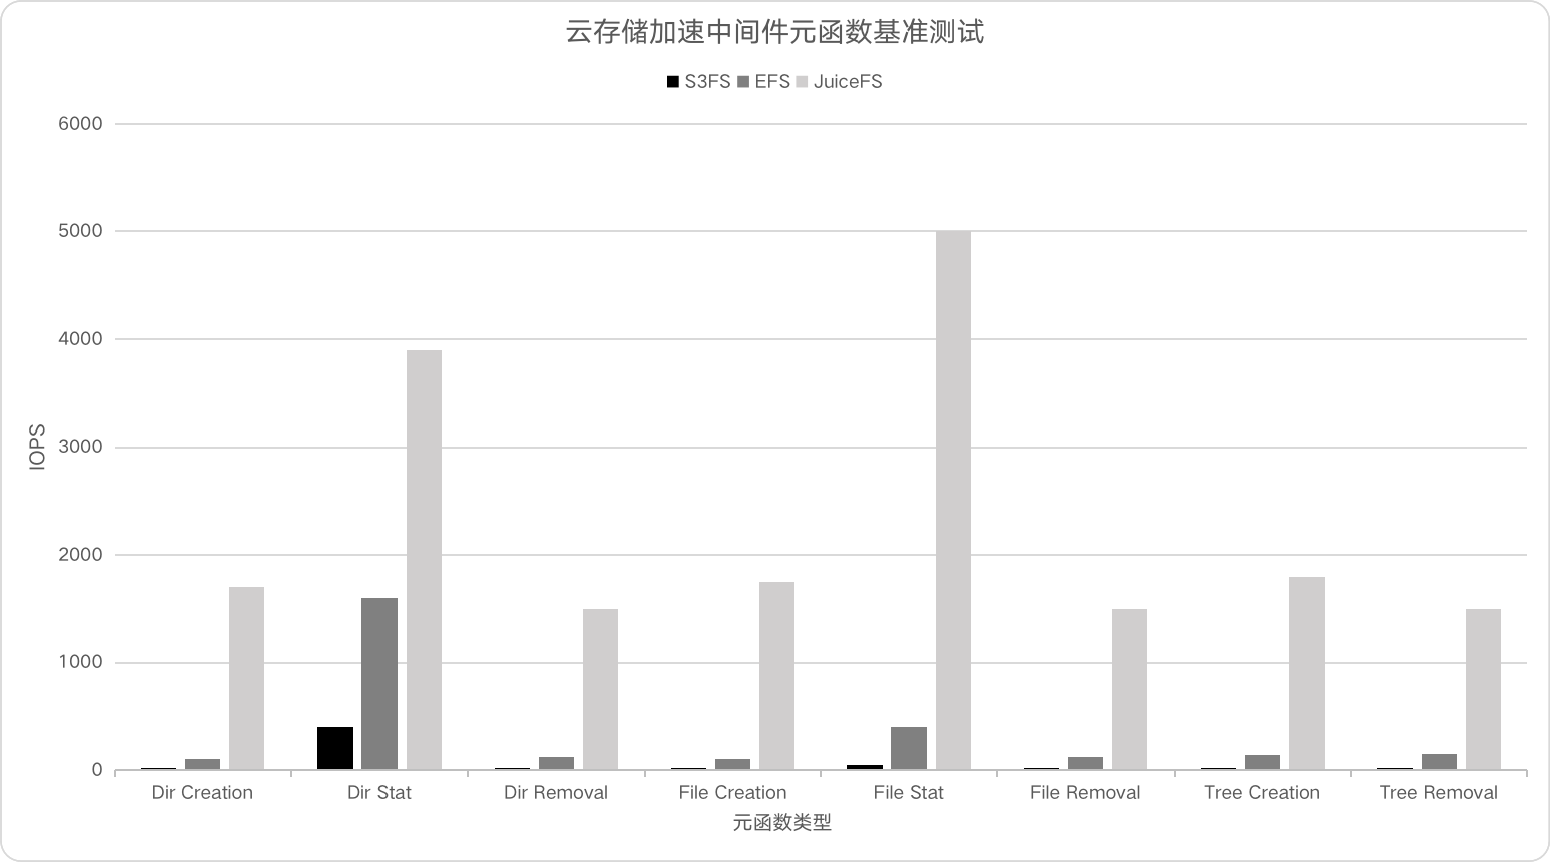 云存储加速中间件元函数基准测试
S3FS EFS JuiceFS
6000
5000
4000
3000
2000
1000
0
IOPS
Dir Creation Dir Stat Dir Removal File Creation File Stat File Removal Tree Creation Tree Removal
元函数类型